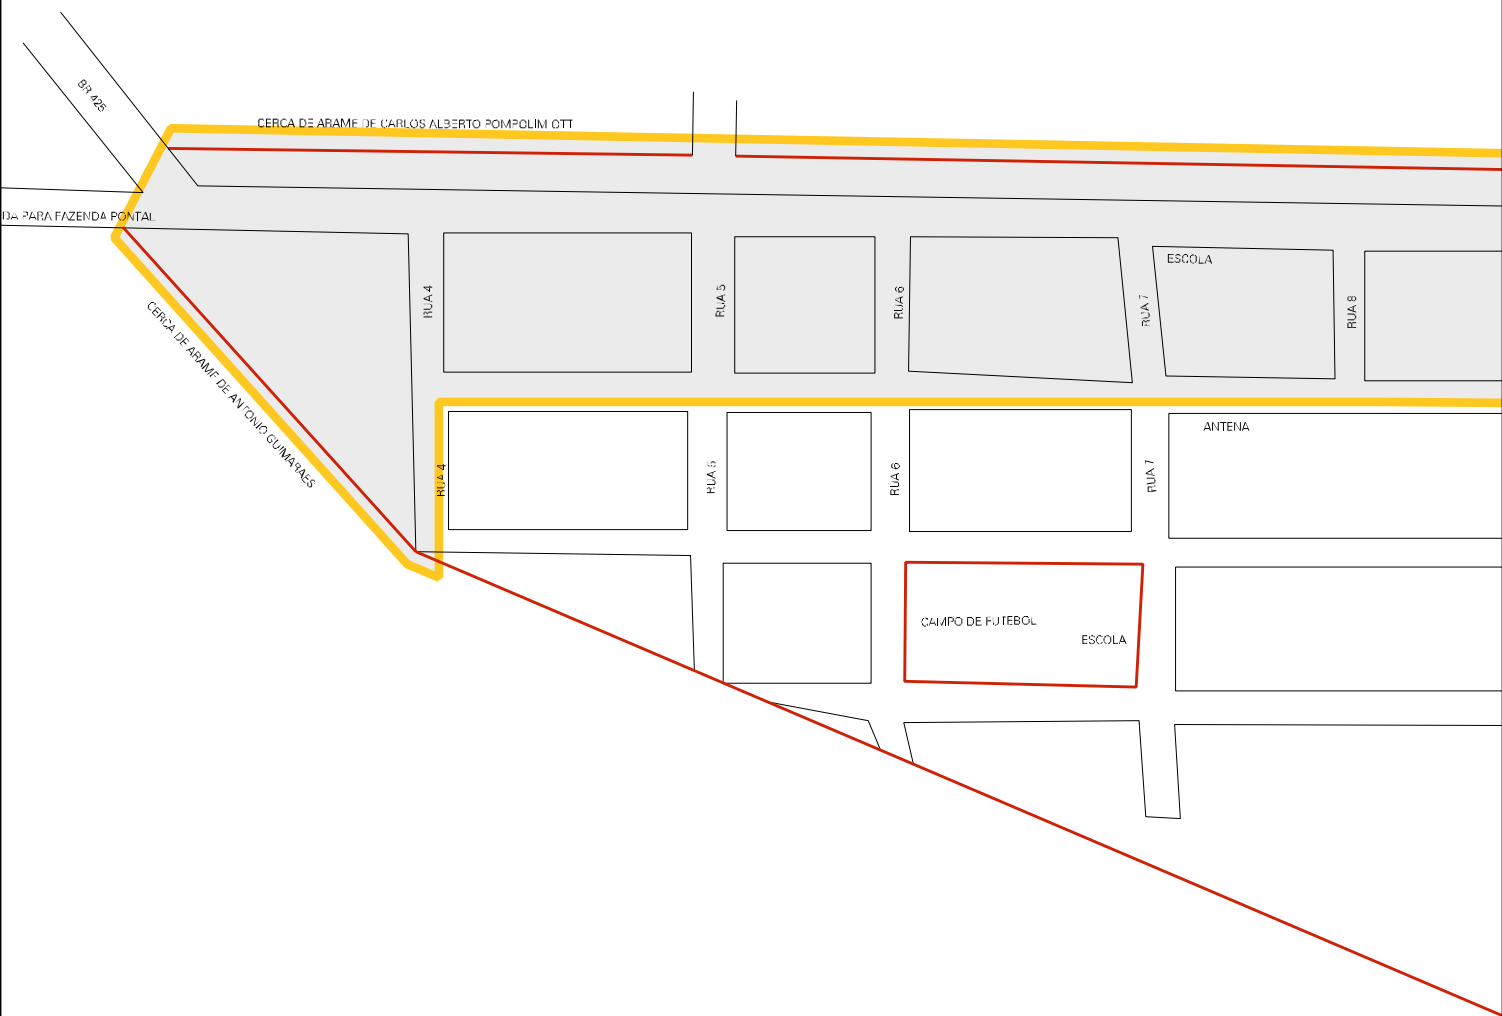 BR 425
CERCA DE ARAME DE CARLOS ALBERTO POMPOLIM OTT
DA PARA FAZENDA PONTAL
ESCOLA
RUA 4
RUA 5
RUA 6
RUA 7
RUA 8
CERCA DE ARAME DE ANTONIO GUIMARAES
ANTENA
RUA 4
RUA 5
RUA 6
RUA 7
CAMPO DE FUTEBOL
ESCOLA